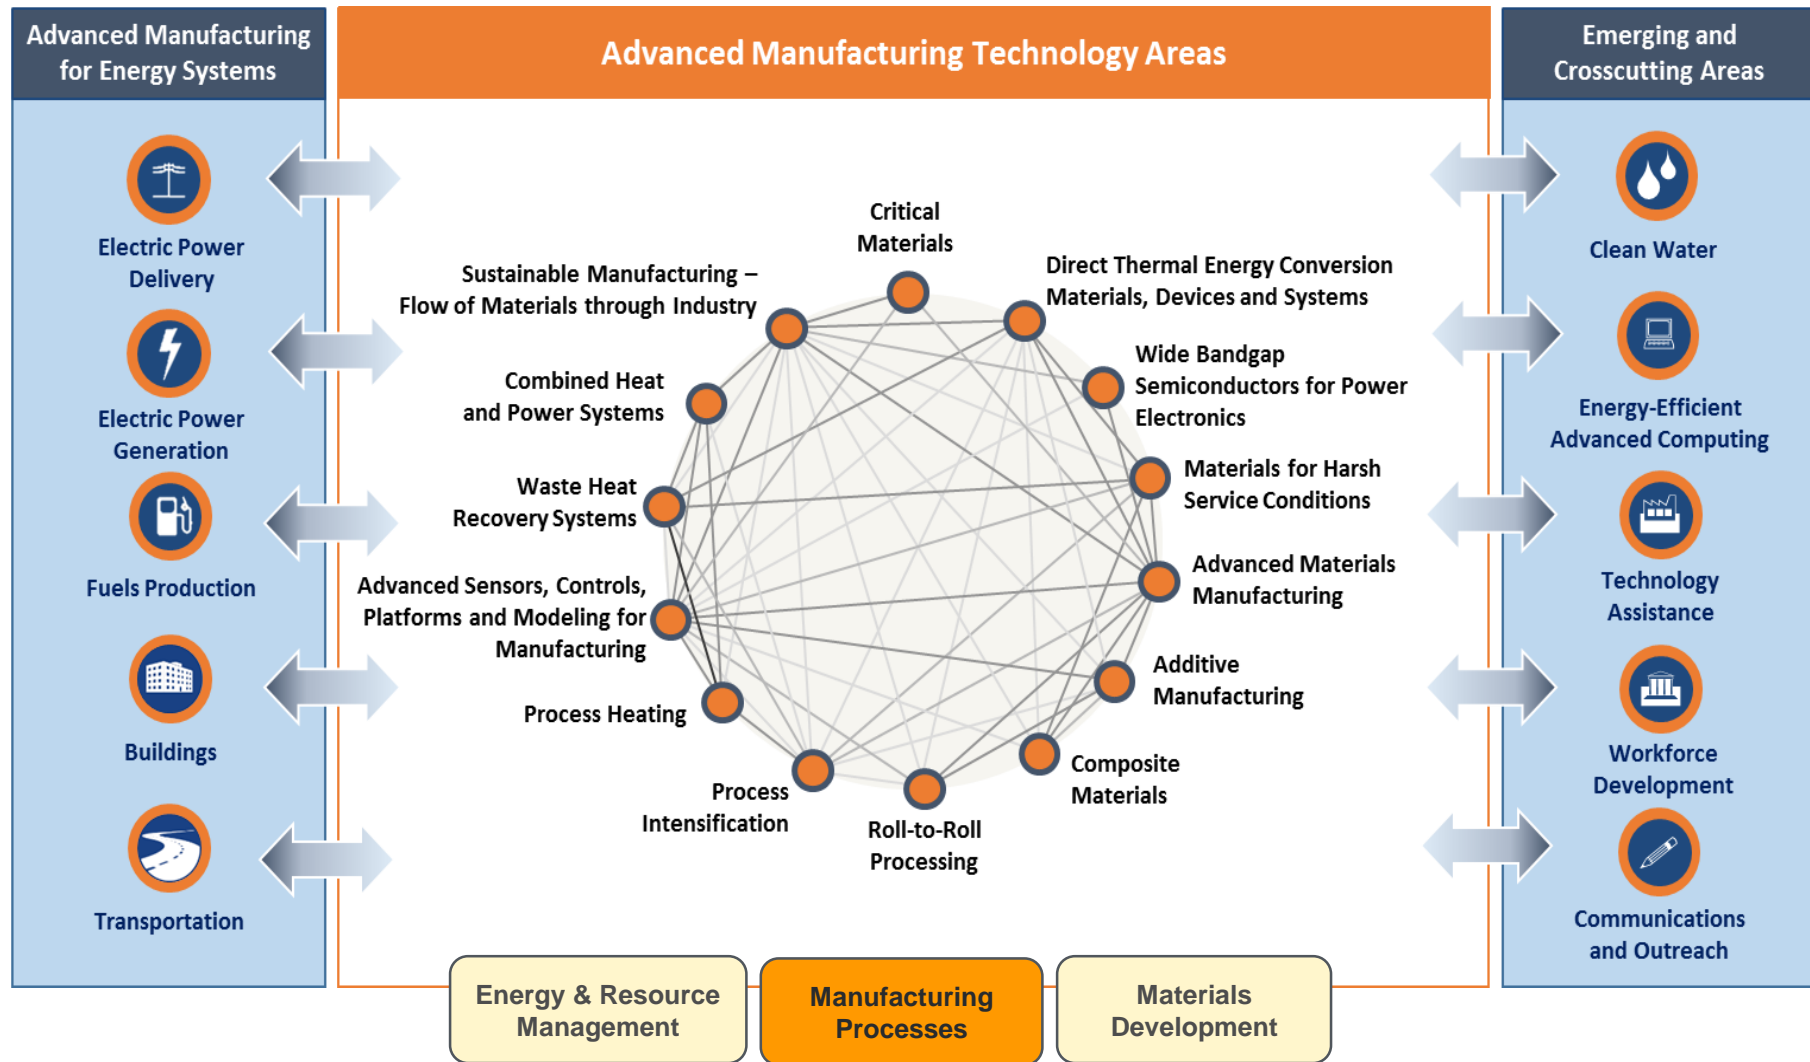 Advanced Manufacturing
for Energy Systems
Electric Power
Delivery
Electric Power
Generation
Fuels Production
Buildings
Transportation
Advanced Manufacturing Technology Areas
Critical
Materials
Direct Thermal Energy Conversion
Materials, Devices and Systems
Wide Bandgap
Semiconductors for Power
Electronics
Materials for Harsh
Service Conditions
Advanced Materials
Manufacturing
Additive
Manufacturing
Composite
Materials
Roll-to-Roll
Processing
Process
Intensification
Process Heating
Advanced Sensors, Controls,
Platforms and Modeling for
Manufacturing
Waste Heat
Recovery Systems
Combined Heat
and Power Systems
Sustainable Manufacturing –
Flow of Materials through Industry
Energy & Resource
Management
Manufacturing
Processes
Materials
Development
Emerging and
Crosscutting Areas
Clean Water
Energy-Efficient
Advanced Computing
Technology
Assistance
Workforce
Development
Communications
and Outreach